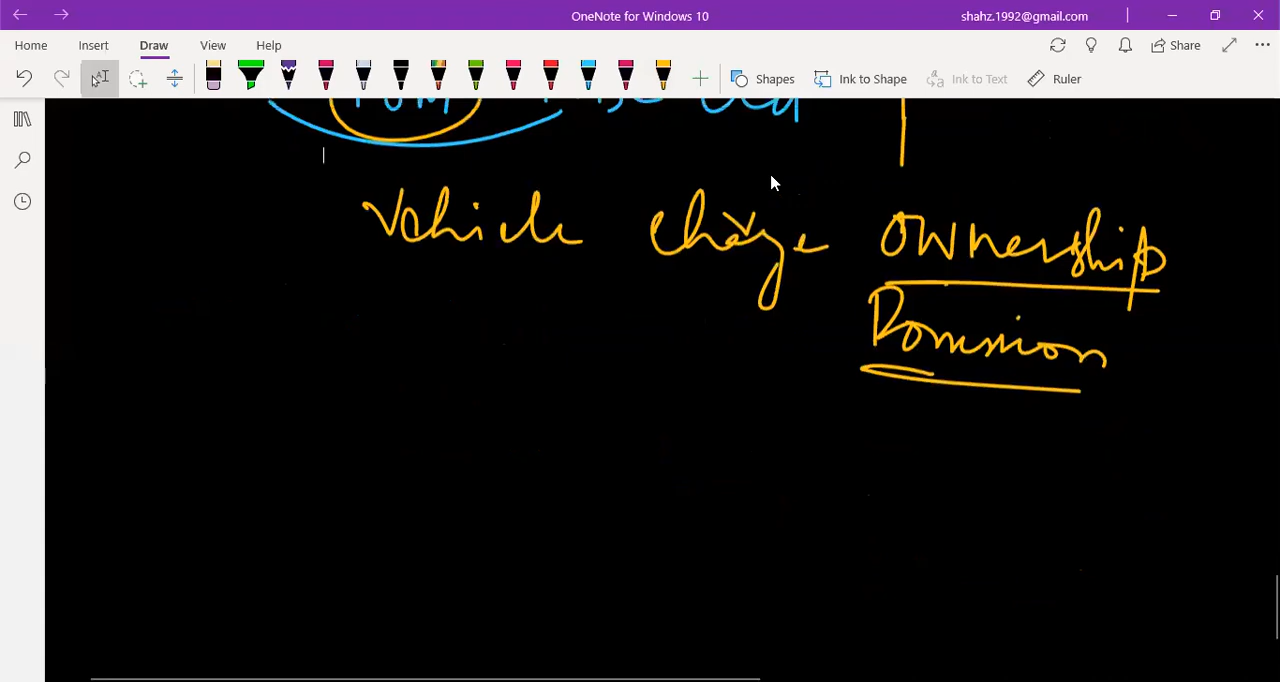 OneNote for Windows 10
shahz.1992@gmail.com
Home Insert Draw View Help
Share
Shapes
Ink to Shape
Ink to Text
Ruler
Vehicle change ownership